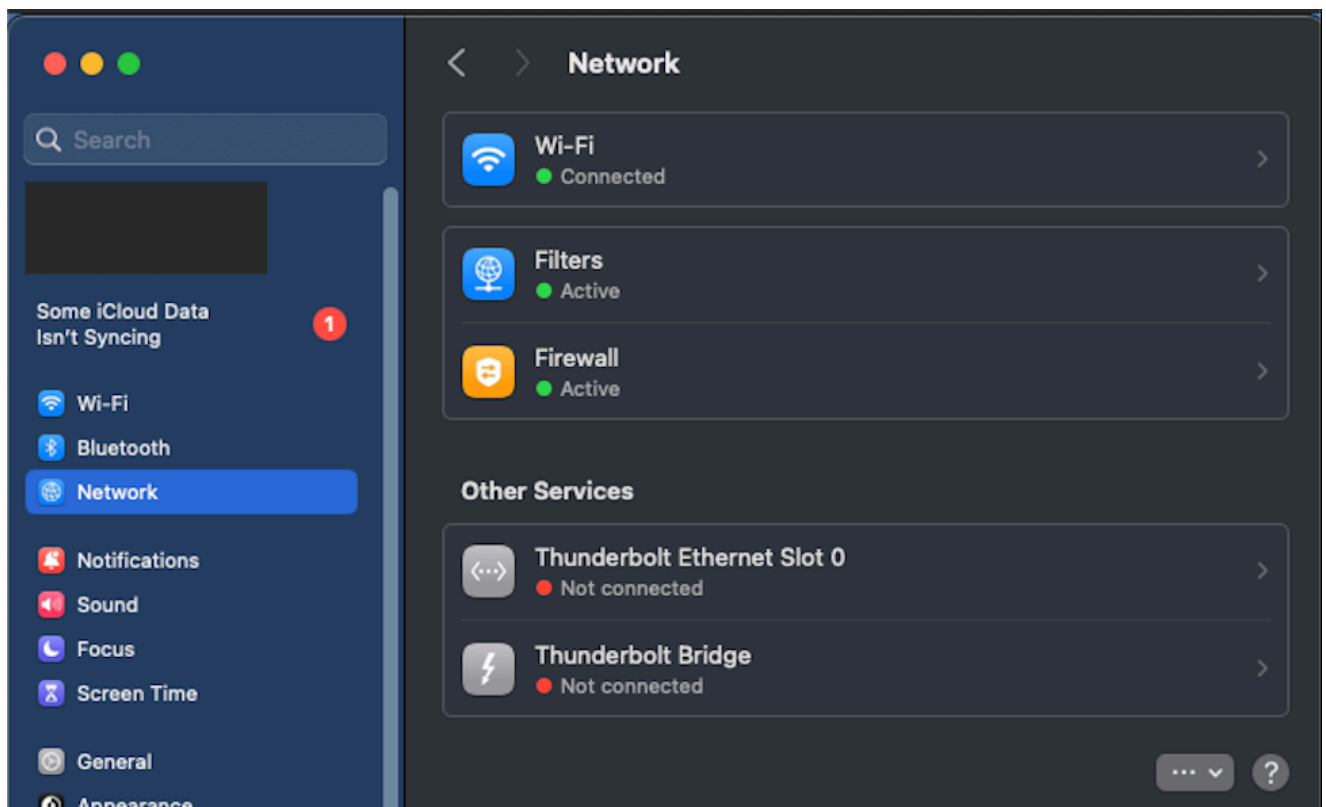 Search
Some iCloud Data
Isn't Syncing
1
Wi-Fi
Bluetooth
Network
Notifications
Sound
Focus
Screen Time
General
Appearance
Network
Wi-Fi
Connected
Filters
Active
Firewall
Active
Other Services
Thunderbolt Ethernet Slot 0
Not connected
Thunderbolt Bridge
Not connected
?